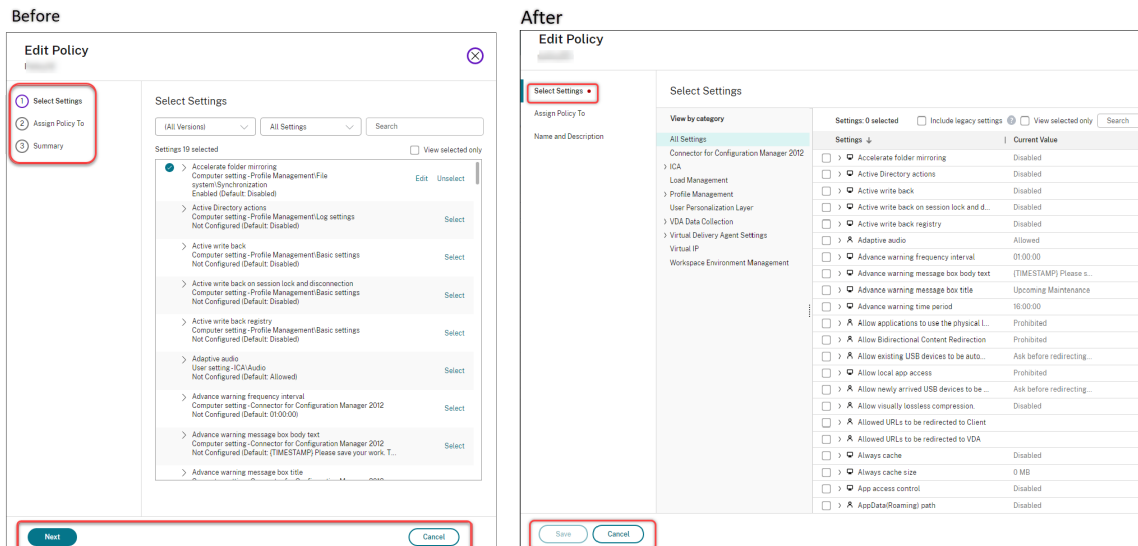 Before
Edit Policy
1 Select Settings
2 Assign Policy To
3 Summary
Select Settings
(All Versions)
All Settings
Search
Settings 19 selected
View selected only
Accelerate folder mirroring
Computer setting - Profile Management\File
system\Synchronization
Enabled (Default: Disabled)
Edit Unselect
Active Directory actions
Computer setting - Profile Management\Log settings
Not Configured (Default: Disabled)
Select
Active write back
Computer setting - Profile Management\Basic settings
Not Configured (Default: Disabled)
Select
Active write back on session lock and disconnection
Computer setting - Profile Management\Basic settings
Not Configured (Default: Disabled)
Select
Active write back registry
Computer setting - Profile Management\Basic settings
Not Configured (Default: Disabled)
Select
Adaptive audio
User setting - ICA\Audio
Not Configured (Default: Allowed)
Select
Advance warning frequency interval
Computer setting - Connector for Configuration Manager 2012
Not Configured (Default: 01:00:00)
Select
Advance warning message box body text
Computer setting - Connector for Configuration Manager 2012
Not Configured (Default: {TIMESTAMP} Please save your work. T...
Select
Advance warning message box title
Next
Cancel
After
Edit Policy
Select Settings
Assign Policy To
Name and Description
Select Settings
View by category
All Settings
Connector for Configuration Manager 2012
ICA
Load Management
Profile Management
User Personalization Layer
VDA Data Collection
Virtual Delivery Agent Settings
Virtual IP
Workspace Environment Management
Settings: 0 selected
Include legacy settings ?
View selected only
Search
Settings ↓ Current Value
Accelerate folder mirroring Disabled
Active Directory actions Disabled
Active write back Disabled
Active write back on session lock and d... Disabled
Active write back registry Disabled
Adaptive audio Allowed
Advance warning frequency interval 01:00:00
Advance warning message box body text {TIMESTAMP} Please s...
Advance warning message box title Upcoming Maintenance
Advance warning time period 16:00:00
Allow applications to use the physical l... Prohibited
Allow Bidirectional Content Redirection Prohibited
Allow existing USB devices to be auto... Ask before redirecting...
Allow local app access Prohibited
Allow newly arrived USB devices to be ... Ask before redirecting...
Allow visually lossless compression. Disabled
Allowed URLs to be redirected to Client
Allowed URLs to be redirected to VDA
Always cache Disabled
Always cache size 0 MB
App access control Disabled
AppData(Roaming) path Disabled
Save
Cancel